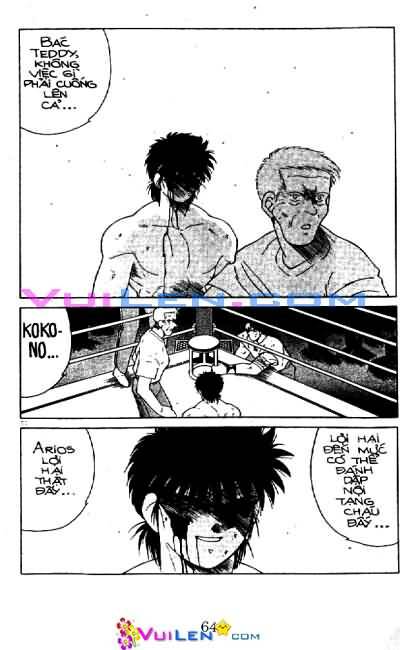 BÁC
TEDDY,
KHÔNG
VIỆC GÌ
PHẢI CUỐNG
LÊN
CẢ...
VuiLen.com
KOKO-
NO...
LỢI HẠI
ĐẾN MỨC
CÓ THỂ
ĐÁNH
DẬP
NỘI
TẠNG
CHÁU
ĐẤY...
ARIOS
LỢI
HẠI
THẬT
ĐẤY...
64
VuiLen.com